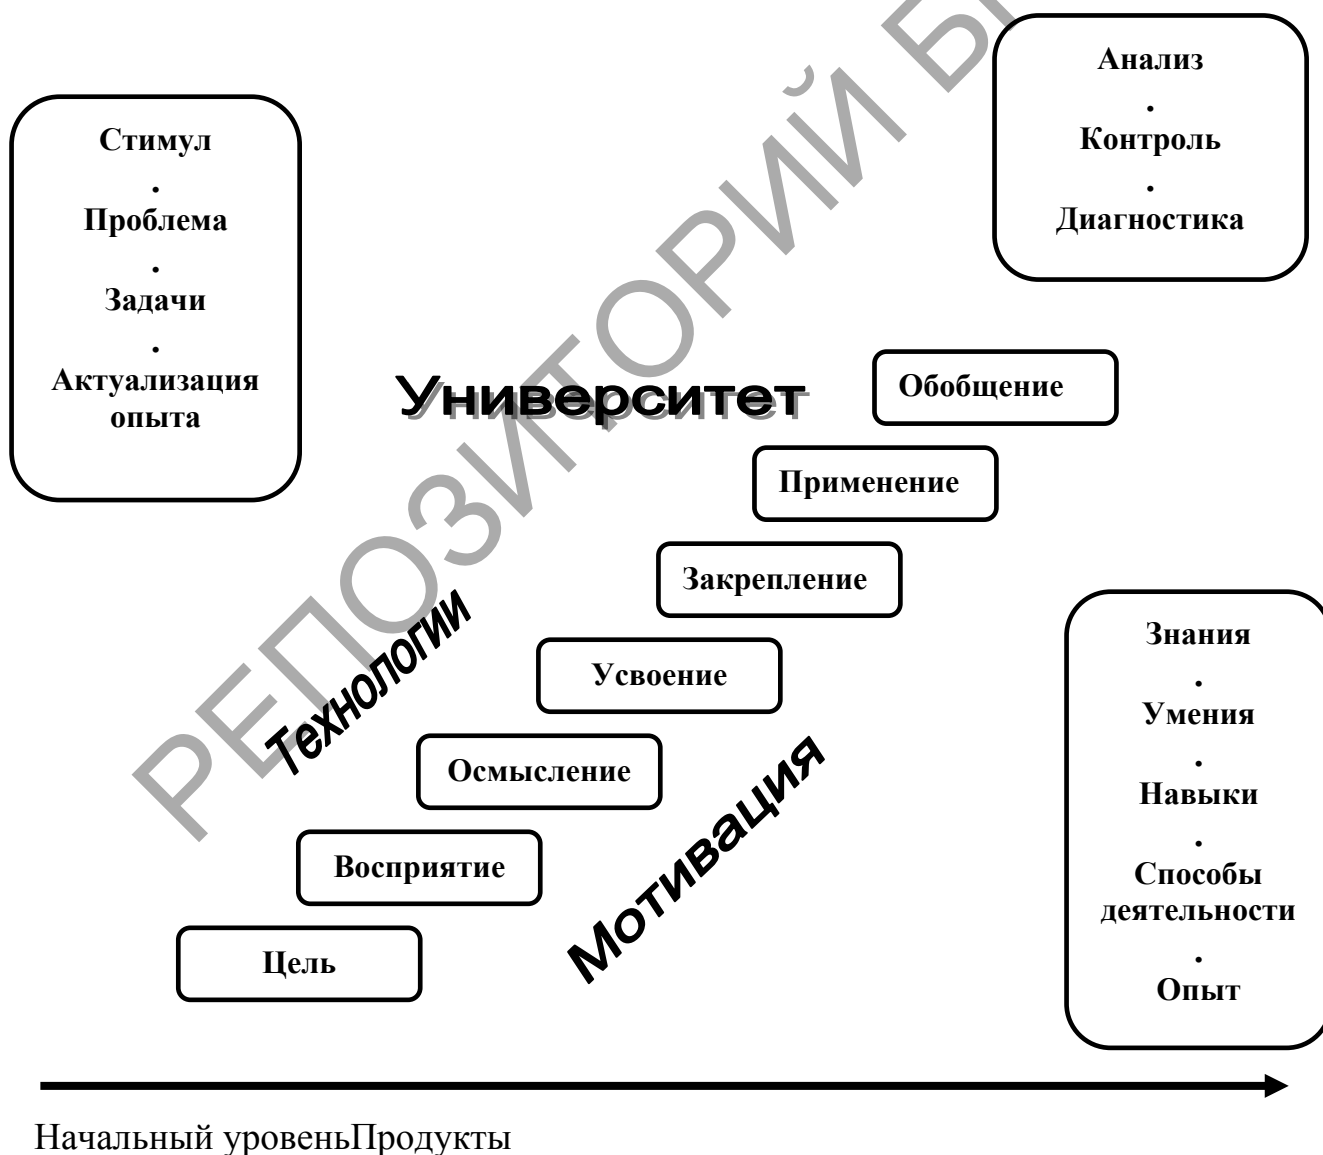 Стимул
.
Проблема
.
Задачи
.
Актуализация
опыта
Анализ
.
Контроль
.
Диагностика
Университет
Обобщение
Применение
Закрепление
Усвоение
Осмысление
Восприятие
Цель
Технологии
Мотивация
Знания
.
Умения
.
Навыки
.
Способы
деятельности
.
Опыт
Начальный уровеньПродукты
РЕПОЗИТОРИЙ